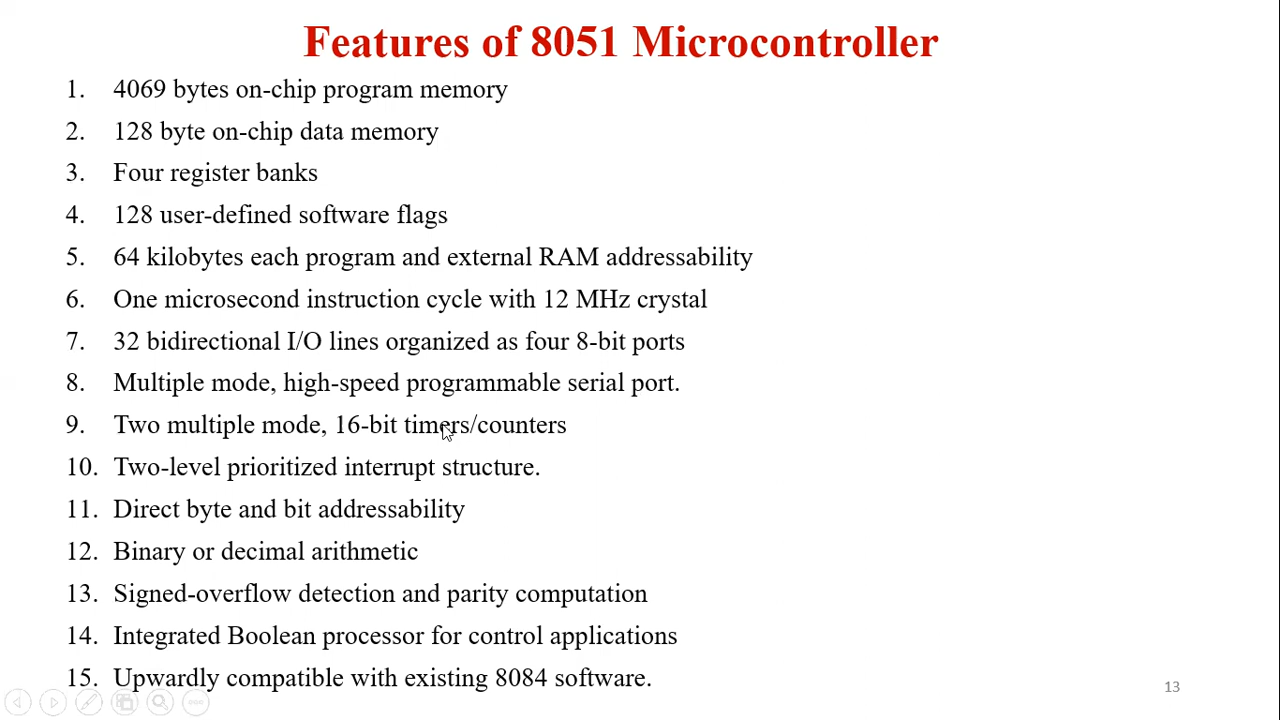 Features of 8051 Microcontroller
1. 4069 bytes on-chip program memory
2. 128 byte on-chip data memory
3. Four register banks
4. 128 user-defined software flags
5. 64 kilobytes each program and external RAM addressability
6. One microsecond instruction cycle with 12 MHz crystal
7. 32 bidirectional I/O lines organized as four 8-bit ports
8. Multiple mode, high-speed programmable serial port.
9. Two multiple mode, 16-bit timers/counters
10. Two-level prioritized interrupt structure.
11. Direct byte and bit addressability
12. Binary or decimal arithmetic
13. Signed-overflow detection and parity computation
14. Integrated Boolean processor for control applications
15. Upwardly compatible with existing 8084 software.
13